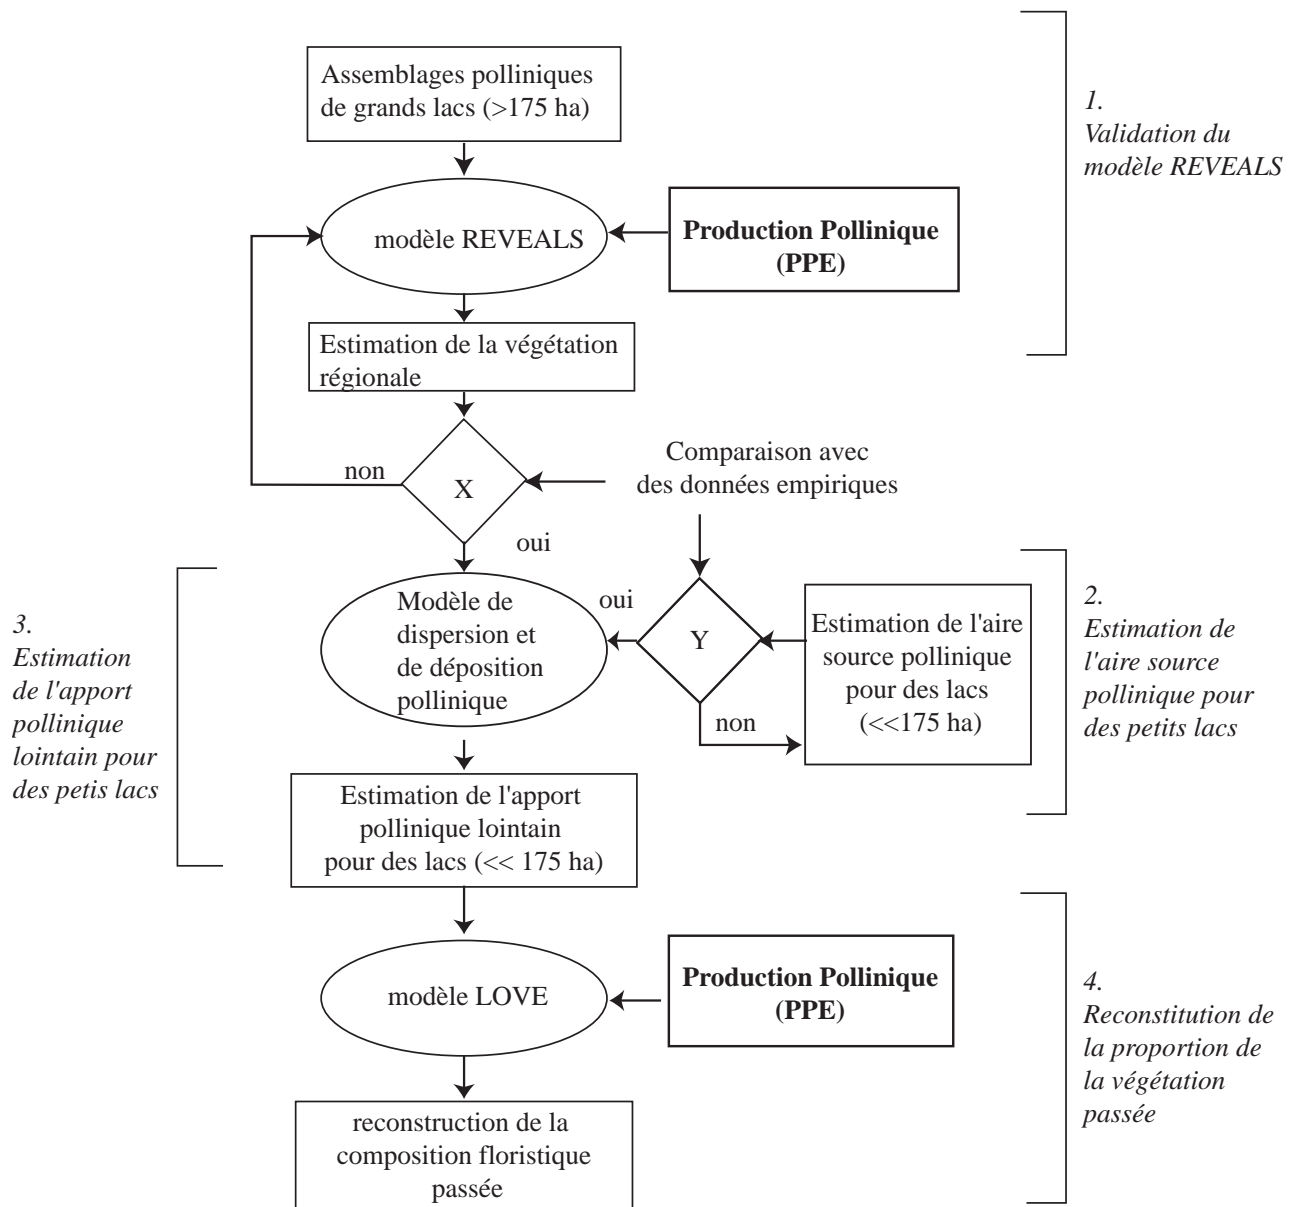 Assemblages polliniques
de grands lacs (>175 ha)
1.
Validation du
modèle REVEALS
modèle REVEALS
Production Pollinique
(PPE)
Estimation de la végétation
régionale
non
X
Comparaison avec
des données empiriques
oui
3.
Estimation
de l'apport
pollinique
lointain pour
des petis lacs
Modèle de
dispersion et
de déposition
pollinique
oui
Y
non
Estimation de l'aire
source pollinique
pour des lacs
(<<175 ha)
2.
Estimation de
l'aire source
pollinique pour
des petits lacs
Estimation de l'apport
pollinique lointain
pour des lacs (<< 175 ha)
modèle LOVE
Production Pollinique
(PPE)
4.
Reconstitution de
la proportion de
la végétation
passée
reconstruction de la
composition floristique
passée